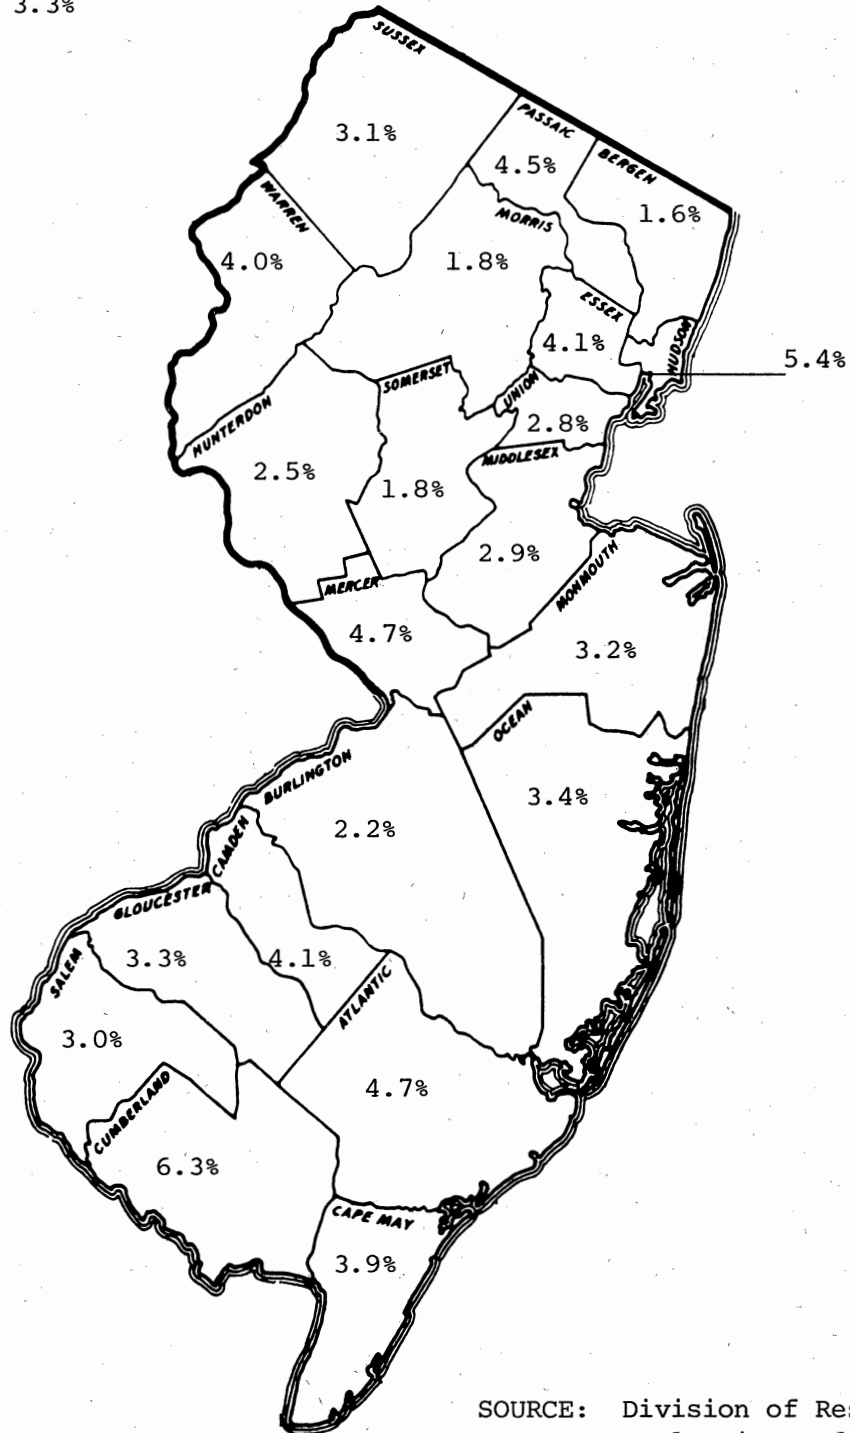 3.3%
SUSSEX
3.1%
PASSAIC
4.5%
BERGEN
1.6%
WARREN
4.0%
MORRIS
1.8%
ESSEX
4.1%
HUDSON
5.4%
SOMERSET
1.8%
UNION
2.8%
HUNTERDON
2.5%
MIDDLESEX
2.9%
MERCER
4.7%
MONMOUTH
3.2%
OCEAN
3.4%
BURLINGTON
2.2%
CAMDEN
4.1%
GLOUCESTER
3.3%
SALEM
3.0%
ATLANTIC
4.7%
CUMBERLAND
6.3%
CAPE MAY
3.9%
SOURCE: Division of Res